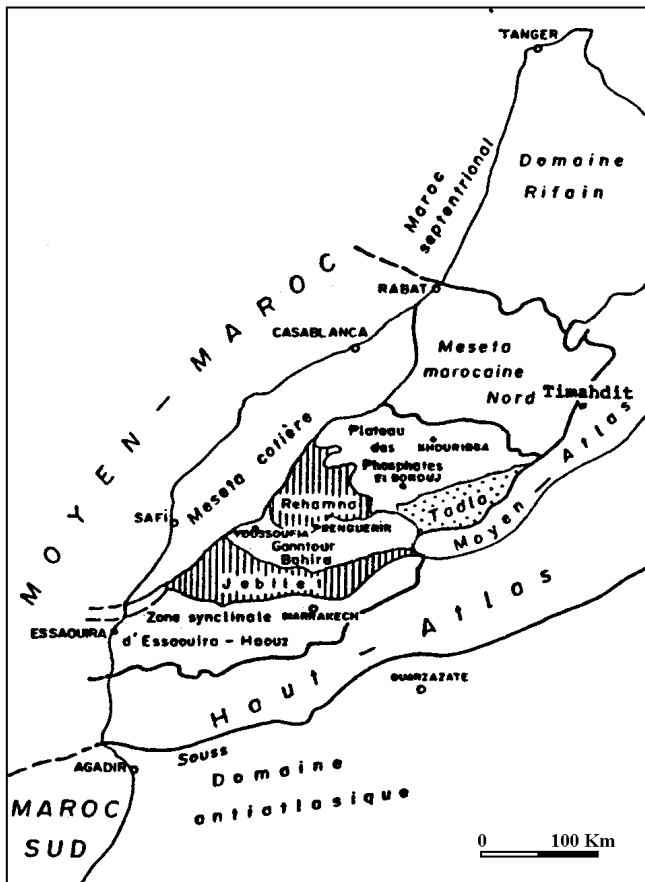 TANGER
Domaine
Rifain
Maroc
septentrional
RABAT
CASABLANCA
MOYEN - MAROC
Meseta
marocaine
Nord
Timahdit
Meseta cotière
Plateau
des
KHOURIBGA
Phosphates
El BOROUJ
Rehamna
Tadla
Moyen - Atlas
SAFI
YOUSSOUFIA
BENGUERIR
Ganntour
Bahira
Jebilet
Zone synclinale
MARRAKECH
ESSAOUIRA
d'Essaouira - Haouz
Haut - Atlas
OUARZAZATE
Souss
AGADIR
Domaine
antiatlasique
MAROC
SUD
0 100 Km